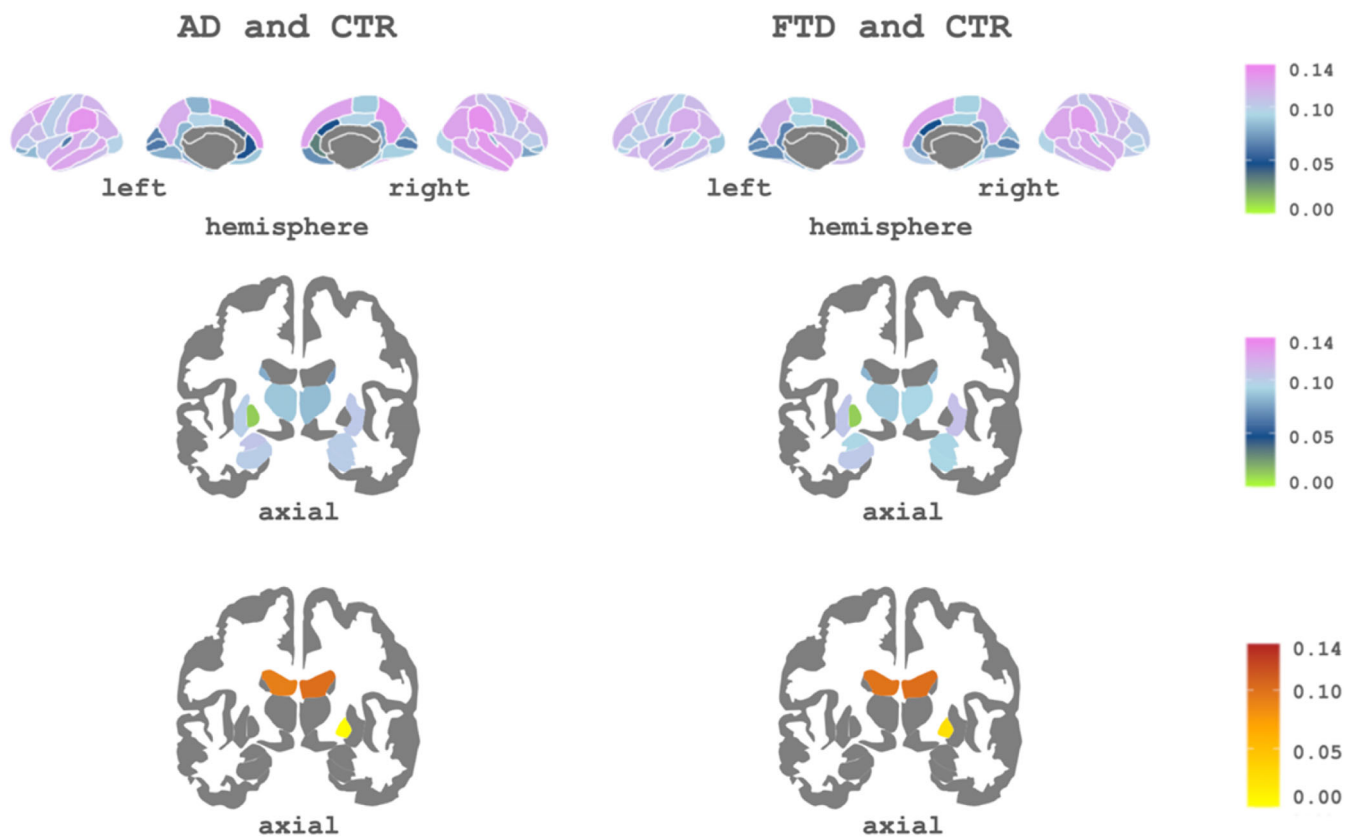 AD and CTR
FTD and CTR
left
right
hemisphere
left
right
hemisphere
0.14
0.10
0.05
0.00
axial
axial
0.14
0.10
0.05
0.00
axial
axial
0.14
0.10
0.05
0.00